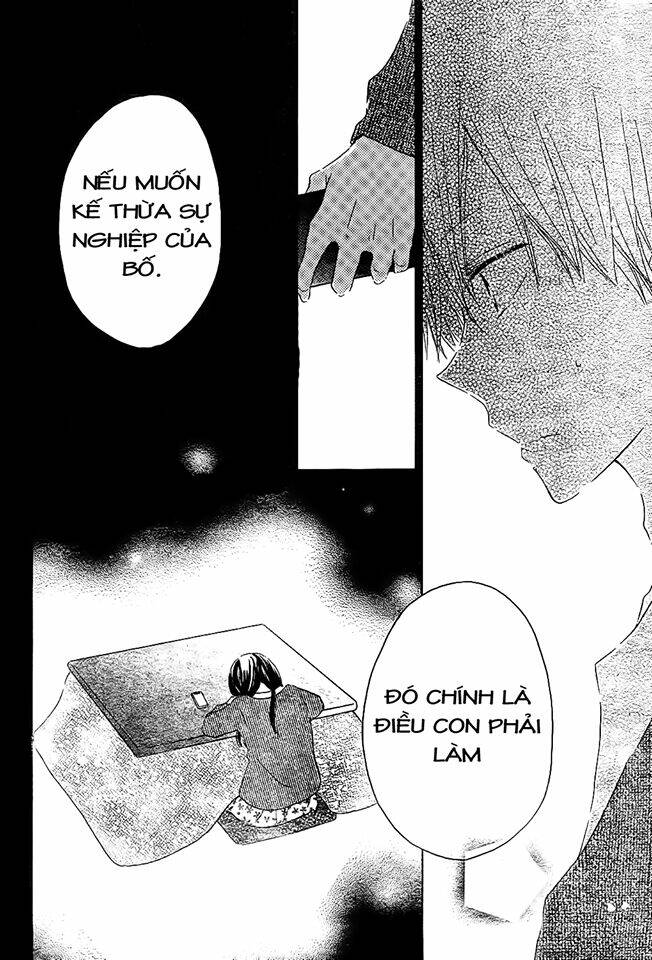 NẾU MUỐN
KẾ THỪA SỰ
NGHIỆP CỦA
BỐ.
ĐÓ CHÍNH LÀ
ĐIỀU CON PHẢI
LÀM